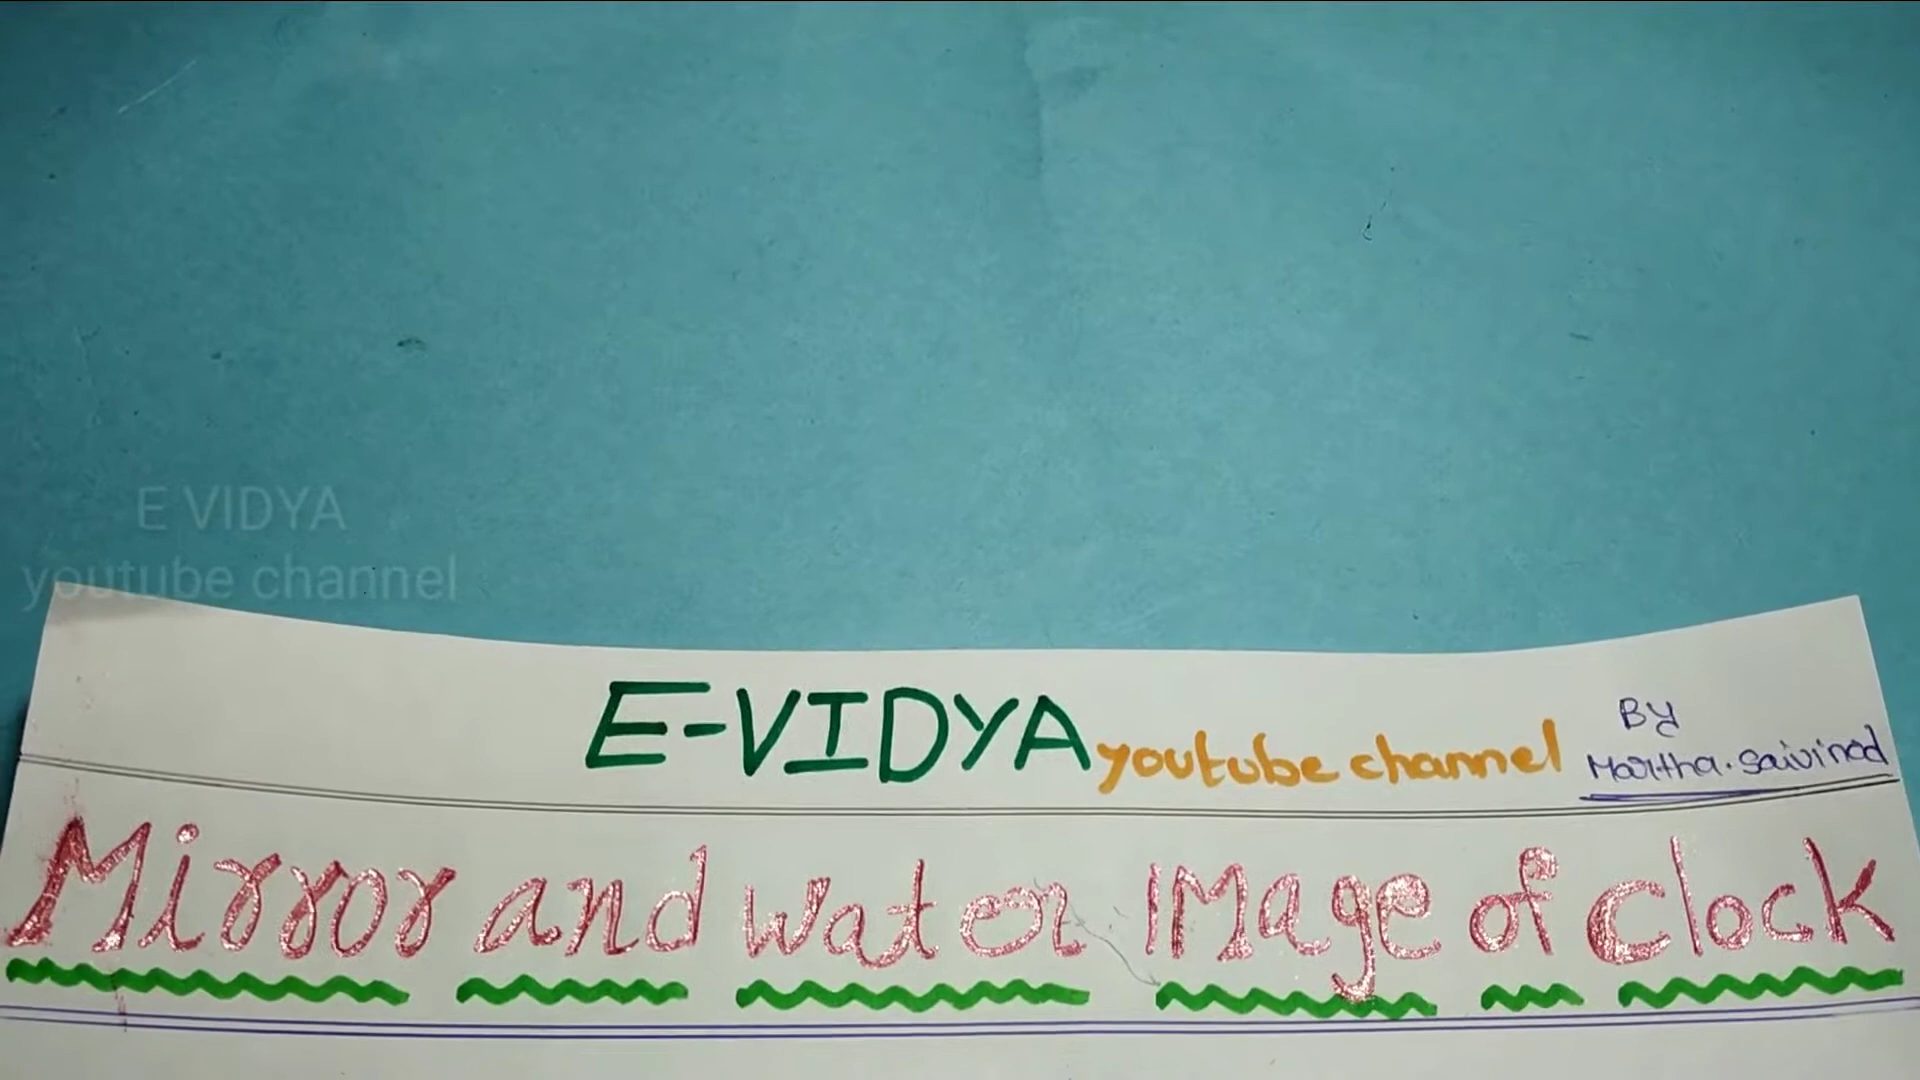 E VIDYA
youtube channel
E-VIDYA youtube channel
By
Martha. Saivinod
Mirror and water IMage of clock